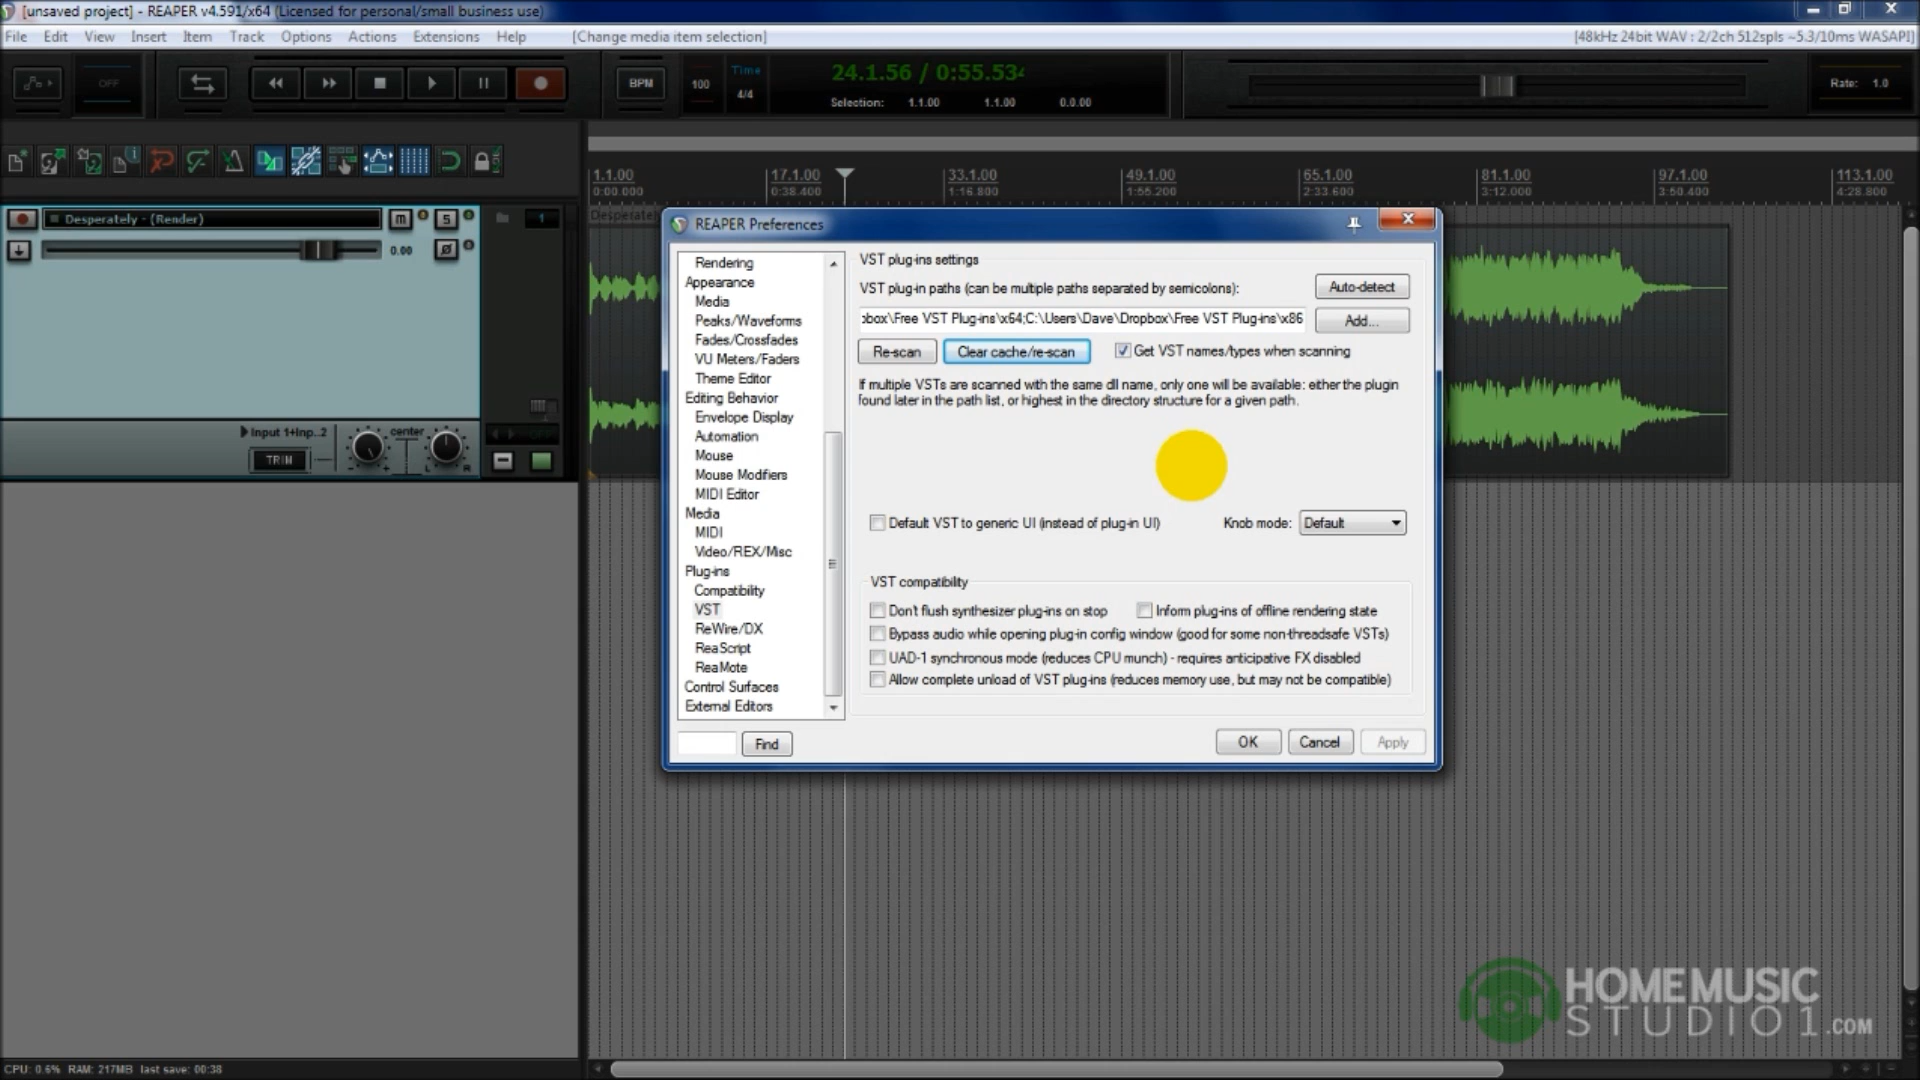 [unsaved project] - REAPER v4.591/x64 (Licensed for personal/small business use)
File Edit View Insert Item Track Options Actions Extensions Help [Change media item selection] [48kHz 24bit WAV : 2/2ch 512spls ~5.3/10ms WASAPI]
OFF
BPM
100
Time
4/4
24.1.56 / 0:55.534
Selection: 1.1.00 1.1.00 0.0.00
Rate: 1.0
1.1.00 17.1.00 33.1.00 49.1.00 65.1.00 81.1.00 97.1.00 113.1.00
0:00.000 0:38.400 1:16.800 1:55.200 2:33.600 3:12.000 3:50.400 4:28.800
Desperately - (Render) m S 1
0.00
Input 1+Inp..2 center
TRIM
L R
REAPER Preferences
Rendering
Appearance
Media
Peaks/Waveforms
Fades/Crossfades
VU Meters/Faders
Theme Editor
Editing Behavior
Envelope Display
Automation
Mouse
Mouse Modifiers
MIDI Editor
Media
MIDI
Video/REX/Misc
Plug-ins
Compatibility
VST
ReWire/DX
ReaScript
ReaMote
Control Surfaces
External Editors
Find
VST plug-ins settings
VST plug-in paths (can be multiple paths separated by semicolons): Auto-detect
box\Free VST Plug-ins\x64;C:\Users\Dave\Dropbox\Free VST Plug-ins\x86 Add...
Re-scan Clear cache/re-scan Get VST names/types when scanning
If multiple VSTs are scanned with the same dll name, only one will be available: either the plugin
found later in the path list, or highest in the directory structure for a given path.
Default VST to generic UI (instead of plug-in UI) Knob mode: Default
VST compatibility
Don't flush synthesizer plug-ins on stop Inform plug-ins of offline rendering state
Bypass audio while opening plug-in config window (good for some non-threadsafe VSTs)
UAD-1 synchronous mode (reduces CPU munch) - requires anticipative FX disabled
Allow complete unload of VST plug-ins (reduces memory use, but may not be compatible)
OK Cancel Apply
HOMEMUSIC
STUDIO1.COM
CPU: 0.6% RAM: 217MB last save: 00:38